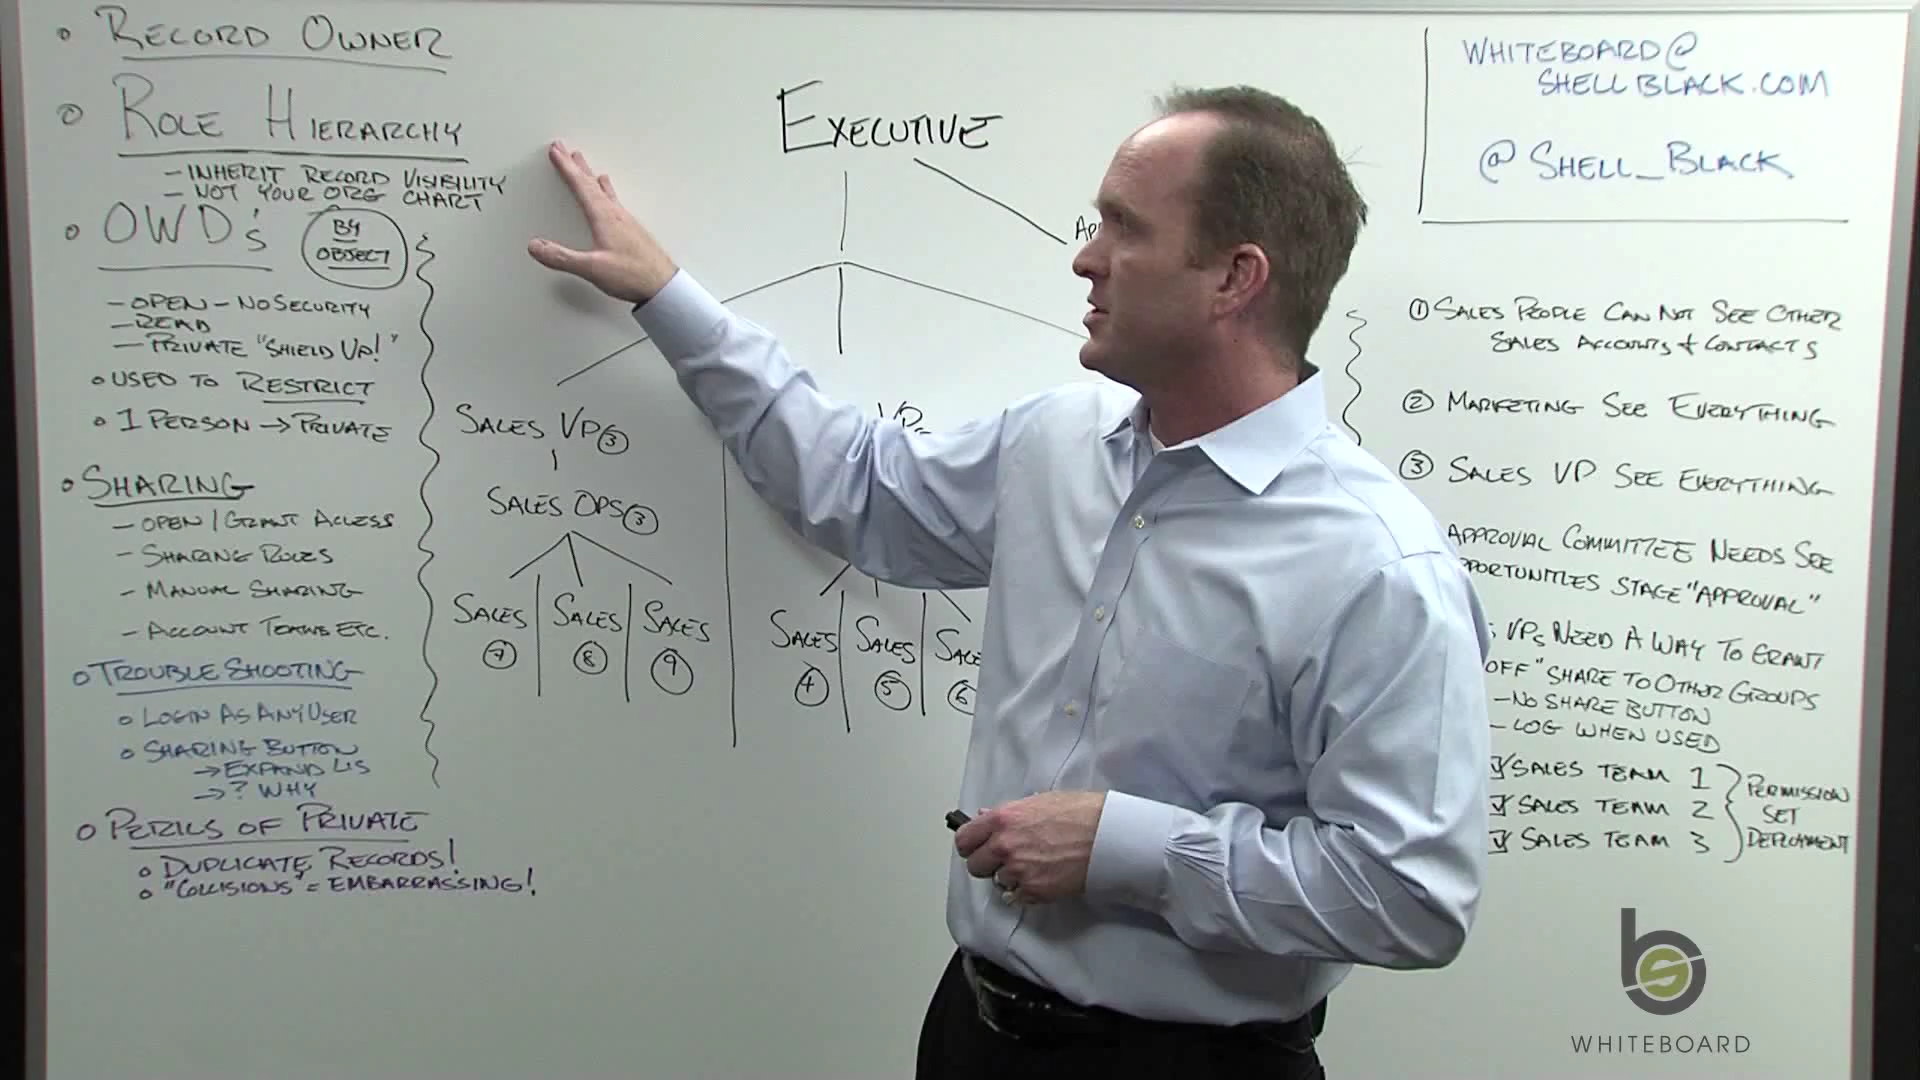 • RECORD OWNER
• ROLE HIERARCHY
- INHERIT RECORD VISIBILITY
- NOT YOUR ORG CHART
• OWD's
BY
OBJECT
- OPEN - NO SECURITY
- READ
- PRIVATE "SHIELD UP!"
• USED TO RESTRICT
• 1 PERSON → PRIVATE
• SHARING
- OPEN / GRANT ACCESS
- SHARING RULES
- MANUAL SHARING
- ACCOUNT TEAMS ETC.
• TROUBLE SHOOTING
• LOGIN AS ANY USER
• SHARING BUTTON
→ EXPAND LIS
→ ? WHY
• PERILS OF PRIVATE
• DUPLICATE RECORDS!
• "COLLISIONS" = EMBARRASSING!
EXECUTIVE
AP
SALES VP ③
SALES OPS ③
SALES SALES SALES
⑦ ⑧ ⑨
VP
SALES SALES SALE
④ ⑤ ⑥
WHITEBOARD@
SHELLBLACK.COM
@SHELL_BLACK
① SALES PEOPLE CAN NOT SEE OTHER
SALES ACCOUNTS + CONTACTS
② MARKETING SEE EVERYTHING
③ SALES VP SEE EVERYTHING
APPROVAL COMMITTEE NEEDS SEE
PPORTUNITIES STAGE "APPROVAL"
S VPs NEED A WAY TO GRANT
OFF" SHARE TO OTHER GROUPS
- NO SHARE BUTTON
- LOG WHEN USED
☑ SALES TEAM 1
☑ SALES TEAM 2
☑ SALES TEAM 3
PERMISSION
SET
DEPLOYMENT
bs
WHITEBOARD